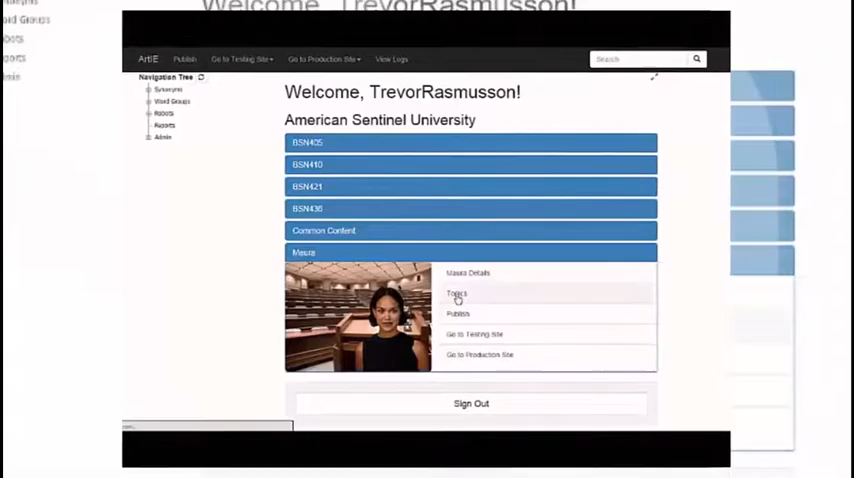 Welcome, TrevorRasmusson!
ArtIE Publish Go to Testing Site Go to Production Site View Logs Search
Navigation Tree
Synonyms
Word Groups
Robots
Reports
Admin
Welcome, TrevorRasmusson!
American Sentinel University
BSN405
BSN410
BSN421
BSN436
Common Content
Maura
Maura Details
Topics
Publish
Go to Testing Site
Go to Production Site
Sign Out